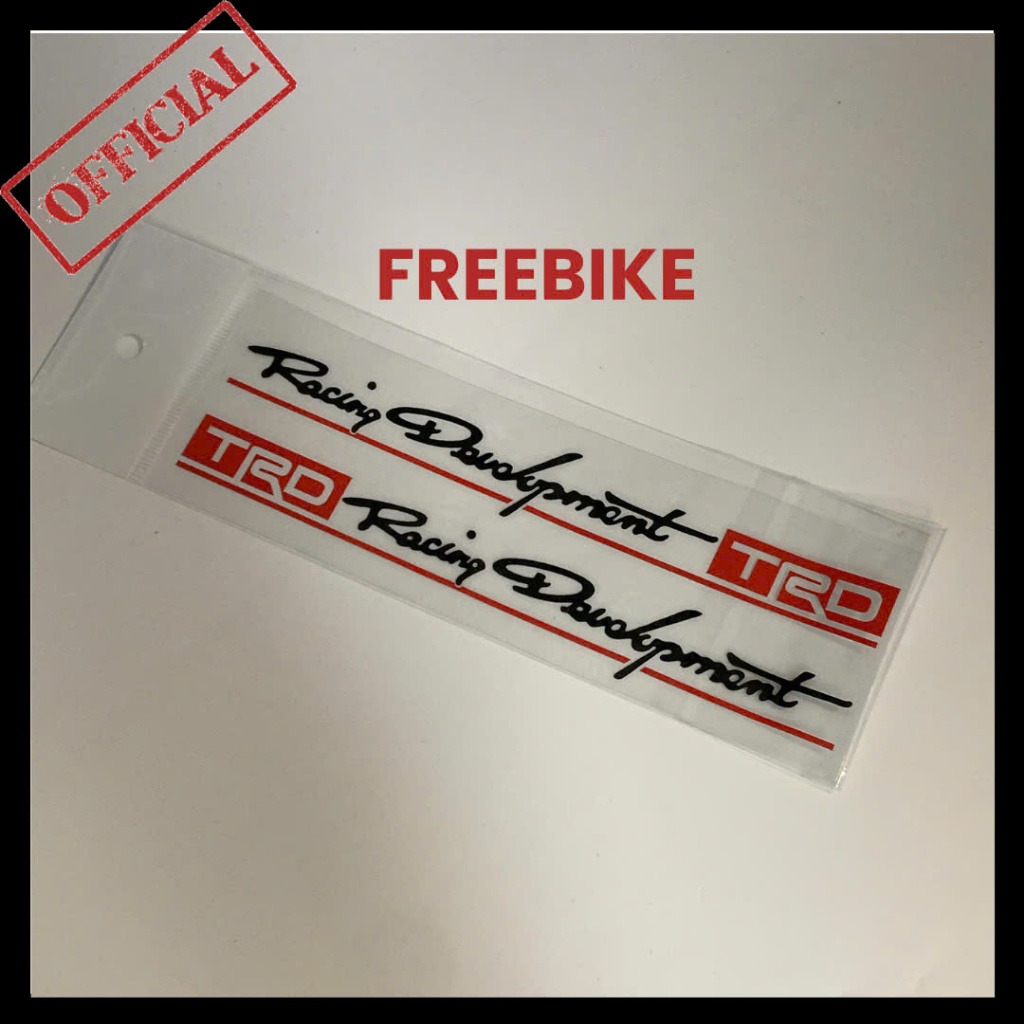 OFFICIAL
FREEBIKE
Racing Development TRD
TRD Racing Development